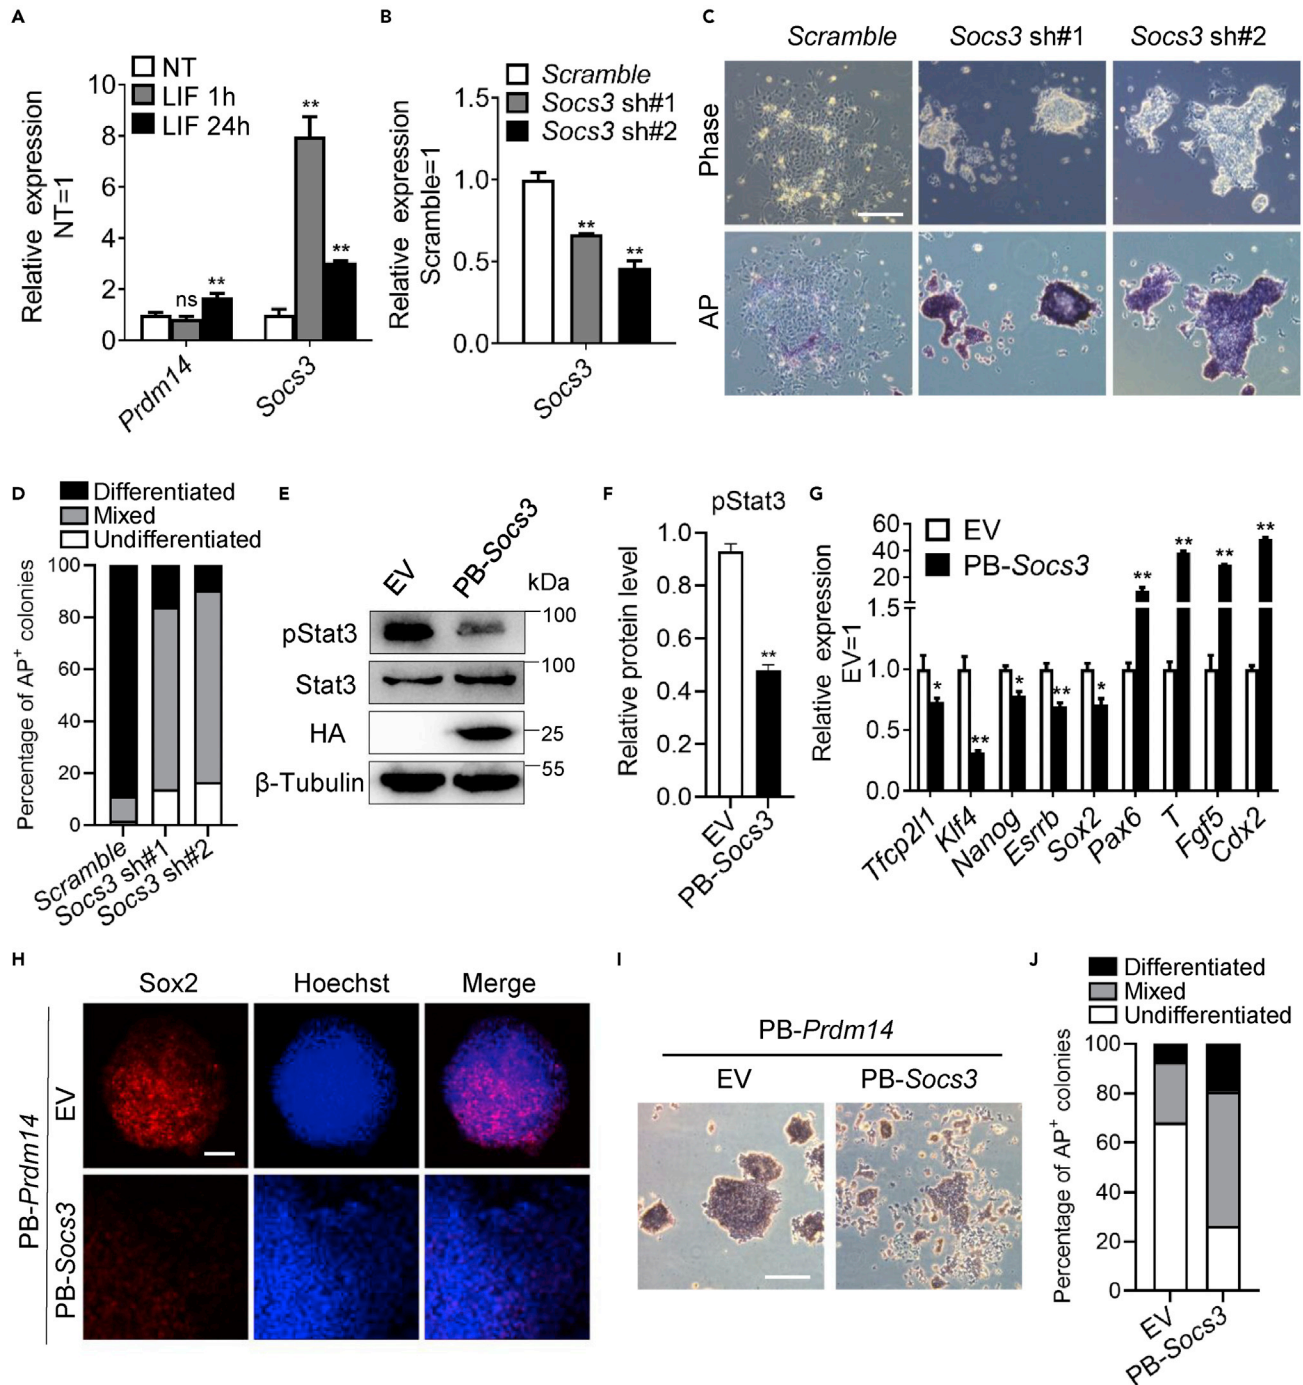 A
NT
LIF 1h
LIF 24h
Relative expression
NT=1
10
8
6
4
2
0
ns
**
**
**
Prdm14
Socs3
B
Scramble
Socs3 sh#1
Socs3 sh#2
Relative expression
Scramble=1
1.5
1.0
0.5
0.0
**
**
Socs3
C
Scramble
Socs3 sh#1
Socs3 sh#2
Phase
AP
D
Differentiated
Mixed
Undifferentiated
Percentage of AP+ colonies
100
80
60
40
20
0
Scramble
Socs3 sh#1
Socs3 sh#2
E
EV
PB-Socs3
kDa
pStat3
100
Stat3
100
HA
25
β-Tubulin
55
F
pStat3
Relative protein level
1.0
0.8
0.6
0.4
0.2
0.0
**
EV
PB-Socs3
G
EV
PB-Socs3
Relative expression
EV=1
60
40
20
1.5
1.0
0.5
0.0
*
**
*
**
*
**
**
**
**
Tfcp2l1
Klf4
Nanog
Esrrb
Sox2
Pax6
T
Fgf5
Cdx2
H
Sox2
Hoechst
Merge
PB-Prdm14
EV
PB-Socs3
I
PB-Prdm14
EV
PB-Socs3
J
Differentiated
Mixed
Undifferentiated
Percentage of AP+ colonies
100
80
60
40
20
0
EV
PB-Socs3